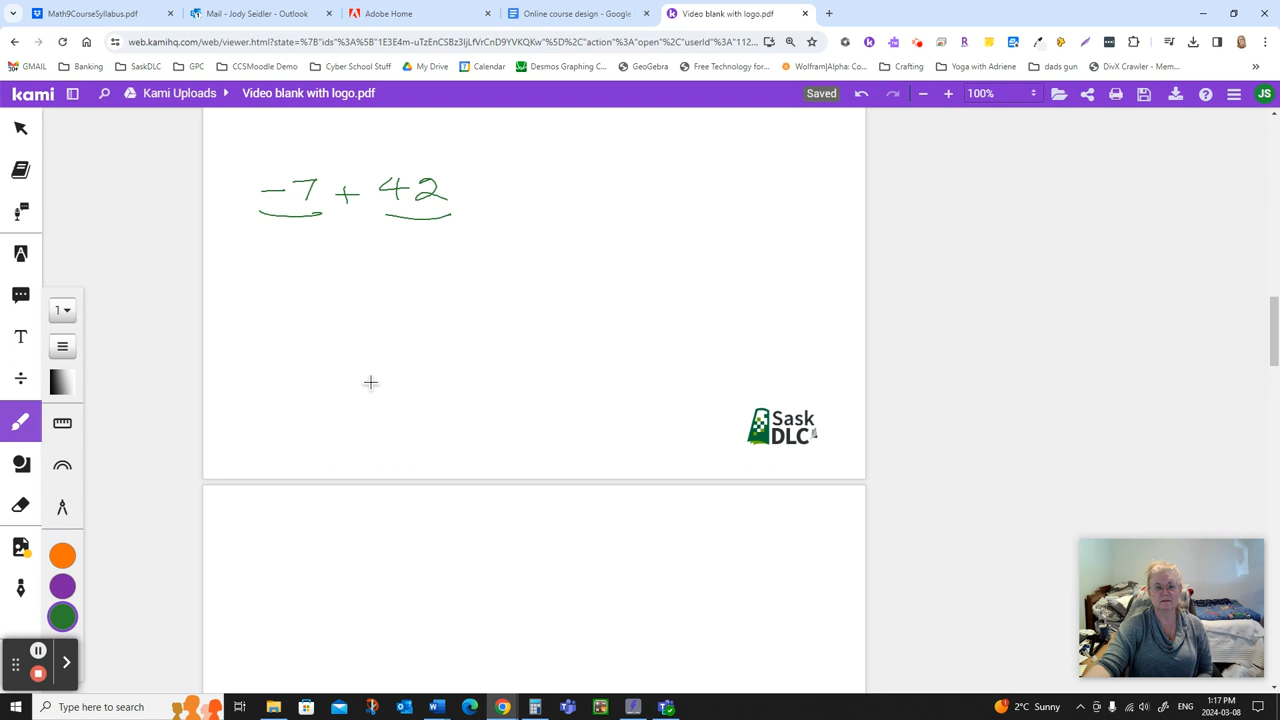 Math9CourseSyllabus.pdf
Mail - Jody Seidler - Outlook
Adobe Home
Online course design - Google
Video blank with logo.pdf
web.kamihq.com/web/viewer.html?state=%7B"ids"%3A%5B"1E3E4m-uTzEnCSBz3ljLfVrCnD9YVKQKw"%5D%2C"action"%3A"open"%2C"userId"%3A"112...
GMAIL Banking SaskDLC GPC CCSMoodle Demo Cyber School Stuff My Drive Calendar Desmos Graphing C... GeoGebra Free Technology for... Wolfram|Alpha: Co... Crafting Yoga with Adriene dads gun DivX Crawler - Mem...
kami Kami Uploads Video blank with logo.pdf Saved 100% JS
-7 + 42
1
T
Sask
DLC
Type here to search
2°C Sunny
1:17 PM
2024-03-08